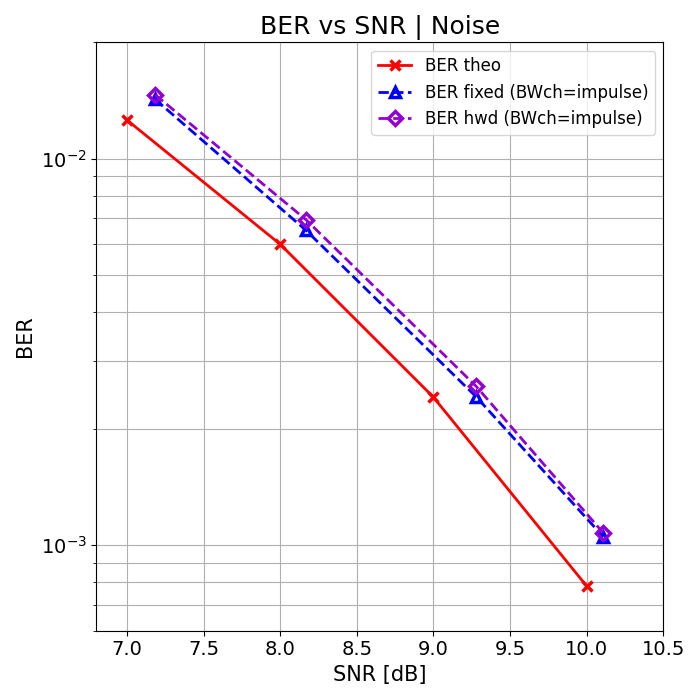 BER vs SNR | Noise
BER theo
BER fixed (BWch=impulse)
BER hwd (BWch=impulse)
10⁻²
10⁻³
BER
7.0 7.5 8.0 8.5 9.0 9.5 10.0 10.5
SNR [dB]